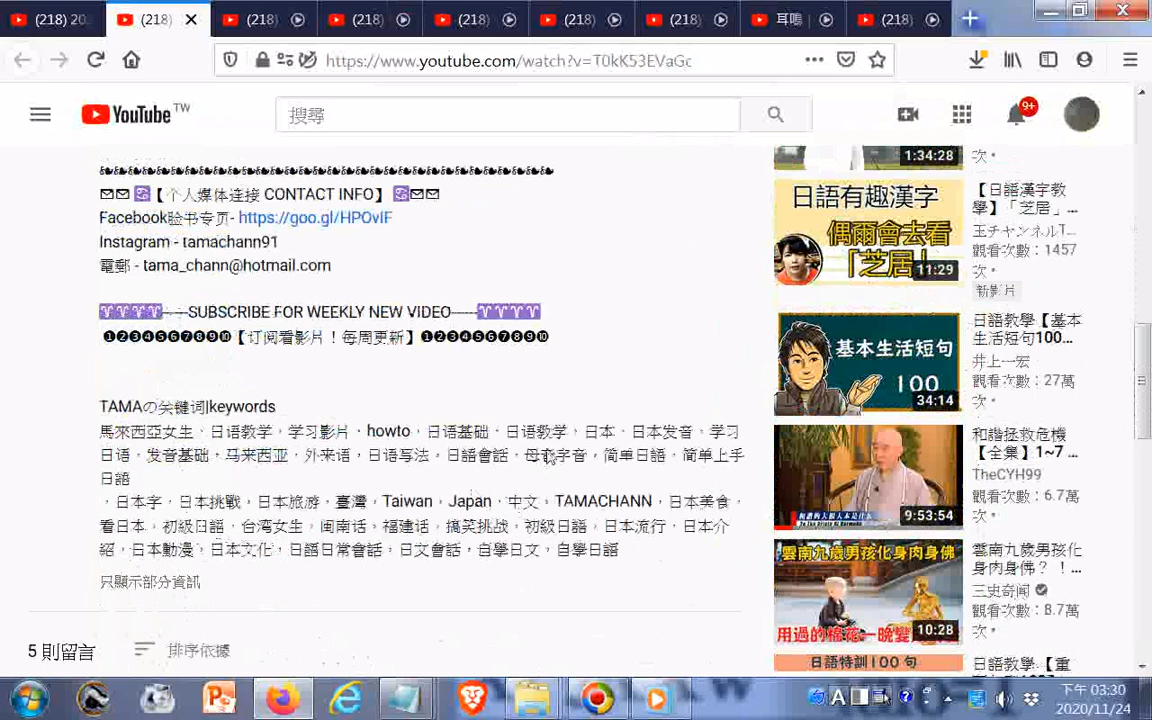 (218) 20
(218)
(218)
(218)
(218)
(218)
(218)
耳鳴
(218)
https://www.youtube.com/watch?v=T0kK53EVaGc
YouTube TW
搜尋
9+
【个人媒体连接 CONTACT INFO】
Facebook脸书专页- https://goo.gl/HPOvIF
Instagram - tamachann91
電郵 - tama_chann@hotmail.com
♈♈♈♈-----SUBSCRIBE FOR WEEKLY NEW VIDEO-----♈♈♈♈
❶❷❸❹❺❻❼❽❾❿【订阅看影片！每周更新】❶❷❸❹❺❻❼❽❾❿
TAMAの关键词|keywords
馬來西亞女生，日语教学，学习影片，howto，日语基础，日语教学，日本，日本发音，学习
日语，发音基础，马来西亚，外来语，日语写法，日語會話，母衣字音，简单日語，简单上手
日語
，日本字，日本挑戰，日本旅游，臺灣，Taiwan，Japan，中文，TAMACHANN，日本美食，
看日本，初級日語，台湾女生，闽南话，福建话，搞笑挑战，初级日語，日本流行，日本介
紹，日本動漫，日本文化，日語日常會話，日文會話，自學日文，自學日語
只顯示部分資訊
5 則留言
排序依據
1:34:28
次。
日語有趣漢字
偶爾會去看
「芝居」
11:29
【日語漢字教
學】「芝居」...
玉チャンネルT...
觀看次數：1457
次。
新影片
基本生活短句
100
34:14
日語教學【基本
生活短句100...
井上一宏
觀看次數：27萬
次。
9:53:54
和諧拯救危機
【全集】1~7 ...
TheCYH99
觀看次數：6.7萬
次。
雲南九歲男孩化身肉身佛
10:28
雲南九歲男孩化
身肉身佛？！...
三史奇闻
觀看次數：8.7萬
次。
日語特訓100句
日語教學【重
下午 03:30
2020/11/24